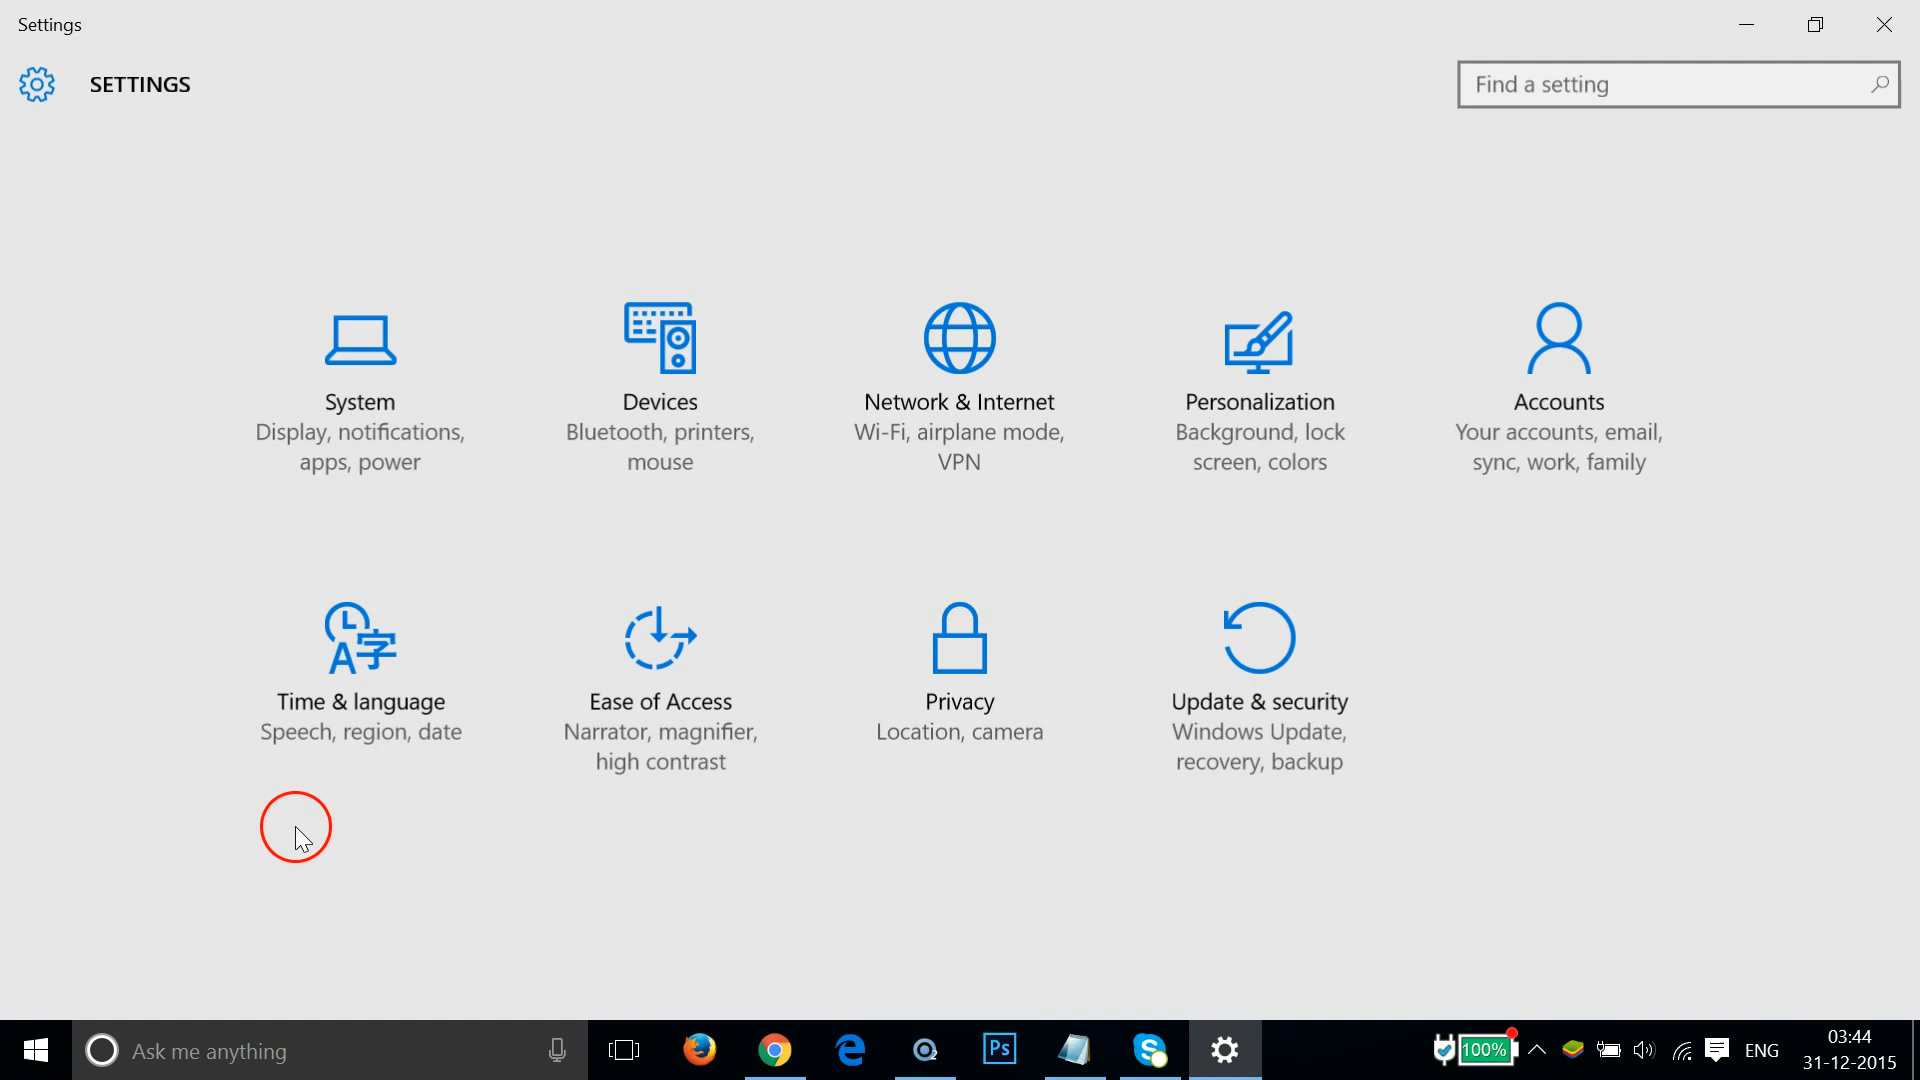 Settings
SETTINGS
Find a setting
System
Display, notifications,
apps, power
Devices
Bluetooth, printers,
mouse
Network & Internet
Wi-Fi, airplane mode,
VPN
Personalization
Background, lock
screen, colors
Accounts
Your accounts, email,
sync, work, family
A字
Time & language
Speech, region, date
Ease of Access
Narrator, magnifier,
high contrast
Privacy
Location, camera
Update & security
Windows Update,
recovery, backup
Ask me anything
2
Ps
S
100%
ENG
03:44
31-12-2015